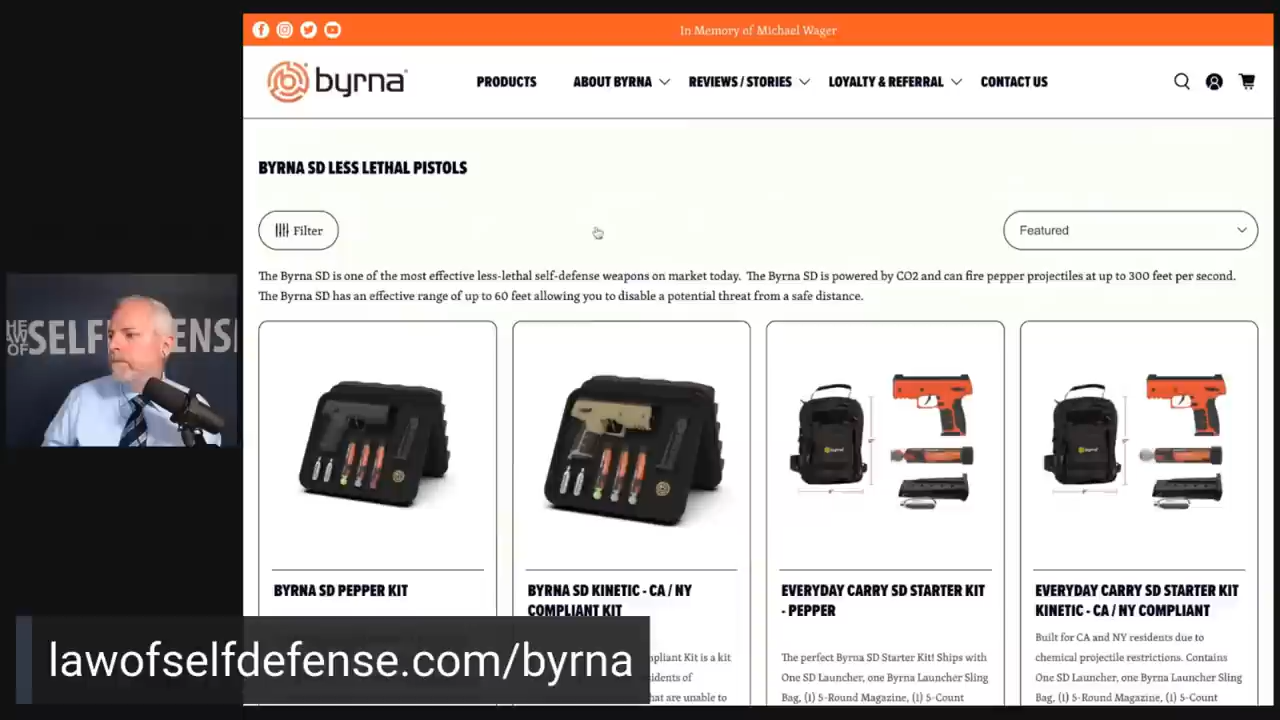 In Memory of Michael Wager
byrna
PRODUCTS
ABOUT BYRNA
REVIEWS / STORIES
LOYALTY & REFERRAL
CONTACT US
BYRNA SD LESS LETHAL PISTOLS
Filter
Featured
The Byrna SD is one of the most effective less-lethal self-defense weapons on market today. The Byrna SD is powered by CO2 and can fire pepper projectiles at up to 300 feet per second.
The Byrna SD has an effective range of up to 60 feet allowing you to disable a potential threat from a safe distance.
SELF
BYRNA SD PEPPER KIT
BYRNA SD KINETIC - CA / NY
COMPLIANT KIT
EVERYDAY CARRY SD STARTER KIT
- PEPPER
The perfect Byrna SD Starter Kit! Ships with
One SD Launcher, one Byrna Launcher Sling
Bag, (1) 5-Round Magazine, (1) 5-Count
EVERYDAY CARRY SD STARTER KIT
KINETIC - CA / NY COMPLIANT
Built for CA and NY residents due to
chemical projectile restrictions. Contains
One SD Launcher, one Byrna Launcher Sling
Bag, (1) 5-Round Magazine, (1) 5-Count
lawofselfdefense.com/byrna